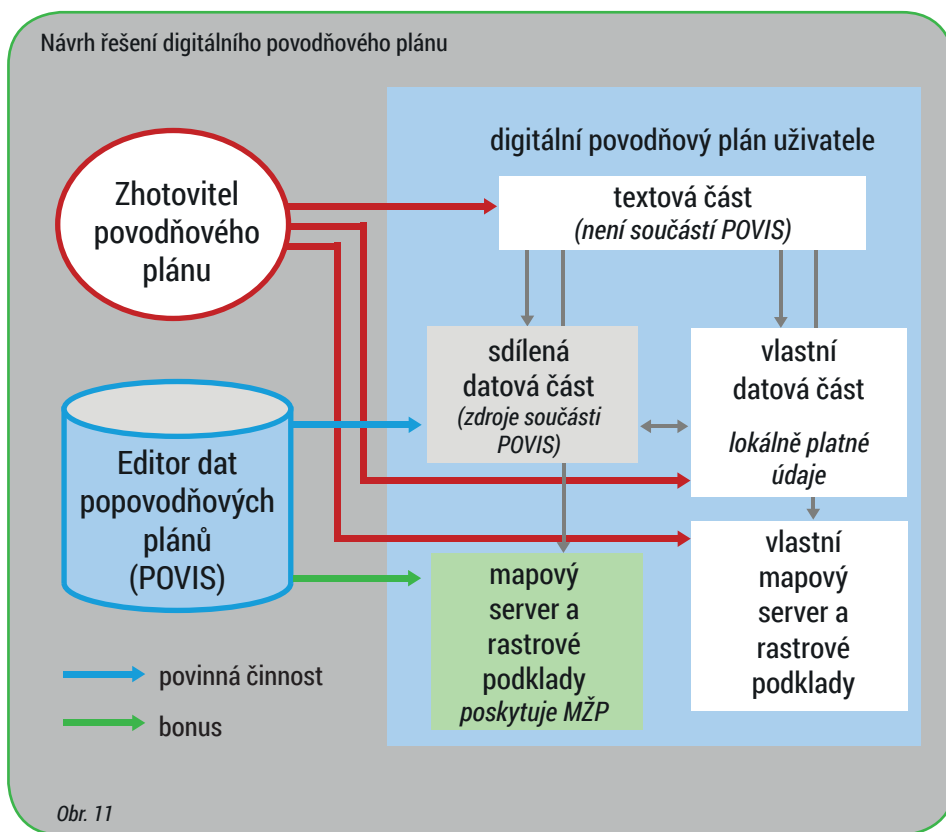 Návrh řešení digitálního povodňového plánu
digitální povodňový plán uživatele
Zhotovitel
povodňového
plánu
textová část
(není součástí POVIS)
sdílená
datová část
(zdroje součásti
POVIS)
vlastní
datová část
lokálně platné
údaje
Editor dat
popovodňových
plánů
(POVIS)
mapový
server a
rastrové
podklady
poskytuje MŽP
vlastní
mapový
server a
rastrové
podklady
povinná činnost
bonus
Obr. 11